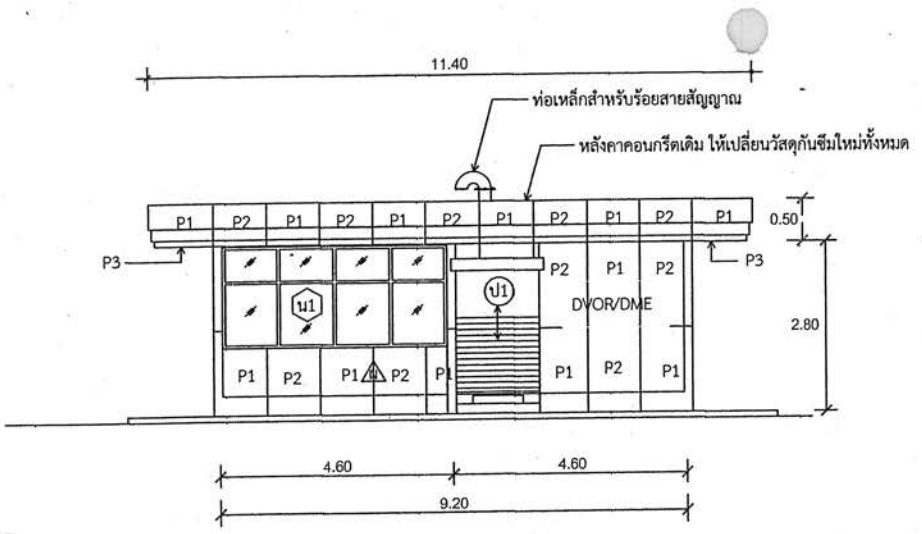 11.40
ท่อเหล็กสำหรับร้อยสายสัญญาณ
หลังคาคอนกรีตเดิม ให้เปลี่ยนวัสดุกันซึมใหม่ทั้งหมด
P1 P2 P1 P2 P1 P2 P1 P2 P1 P2 P1
0.50
P3
P3
P2 P1 P2
น1
ป1
DVOR/DME
2.80
P1 P2 P1 P2 P1
P1 P2 P1
4.60
4.60
9.20